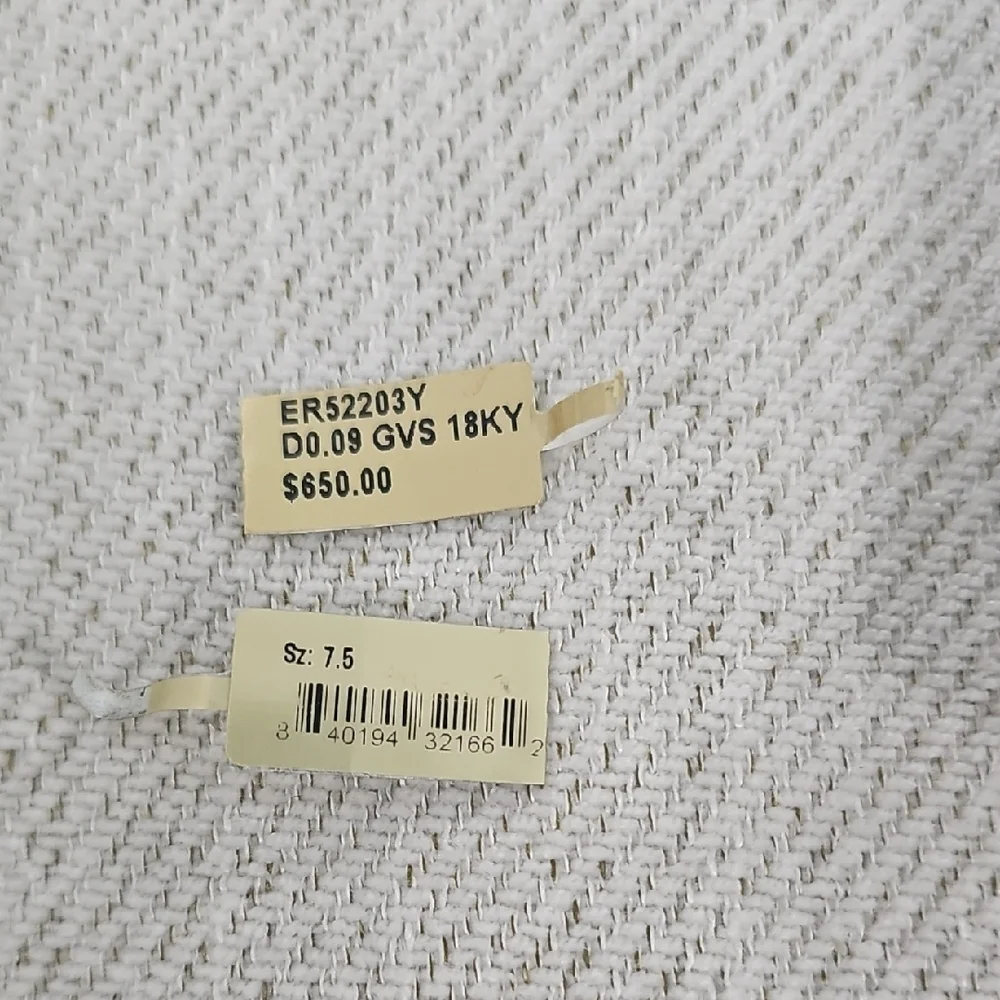 ER52203Y
D0.09 GVS 18KY
$650.00
Sz: 7.5
8 40194 32166 2